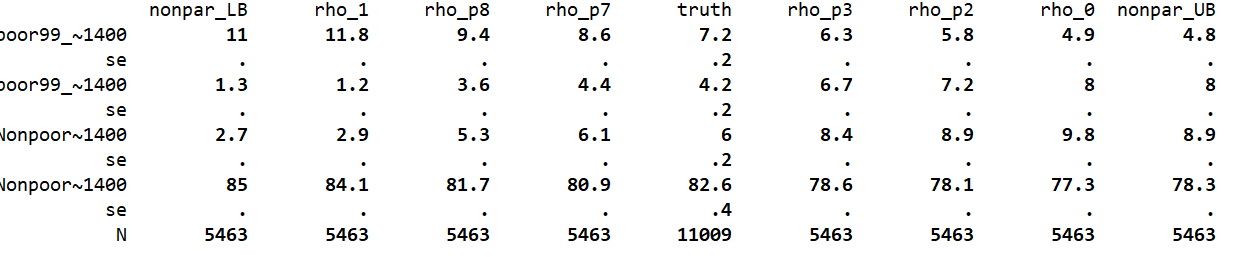 nonpar_LB rho_1 rho_p8 rho_p7 truth rho_p3 rho_p2 rho_0 nonpar_UB
poor99_~1400 11 11.8 9.4 8.6 7.2 6.3 5.8 4.9 4.8
se . . . . .2 . . . .
poor99_~1400 1.3 1.2 3.6 4.4 4.2 6.7 7.2 8 8
se . . . . .2 . . . .
Nonpoor~1400 2.7 2.9 5.3 6.1 6 8.4 8.9 9.8 8.9
se . . . . .2 . . . .
Nonpoor~1400 85 84.1 81.7 80.9 82.6 78.6 78.1 77.3 78.3
se . . . . .4 . . . .
N 5463 5463 5463 5463 11009 5463 5463 5463 5463